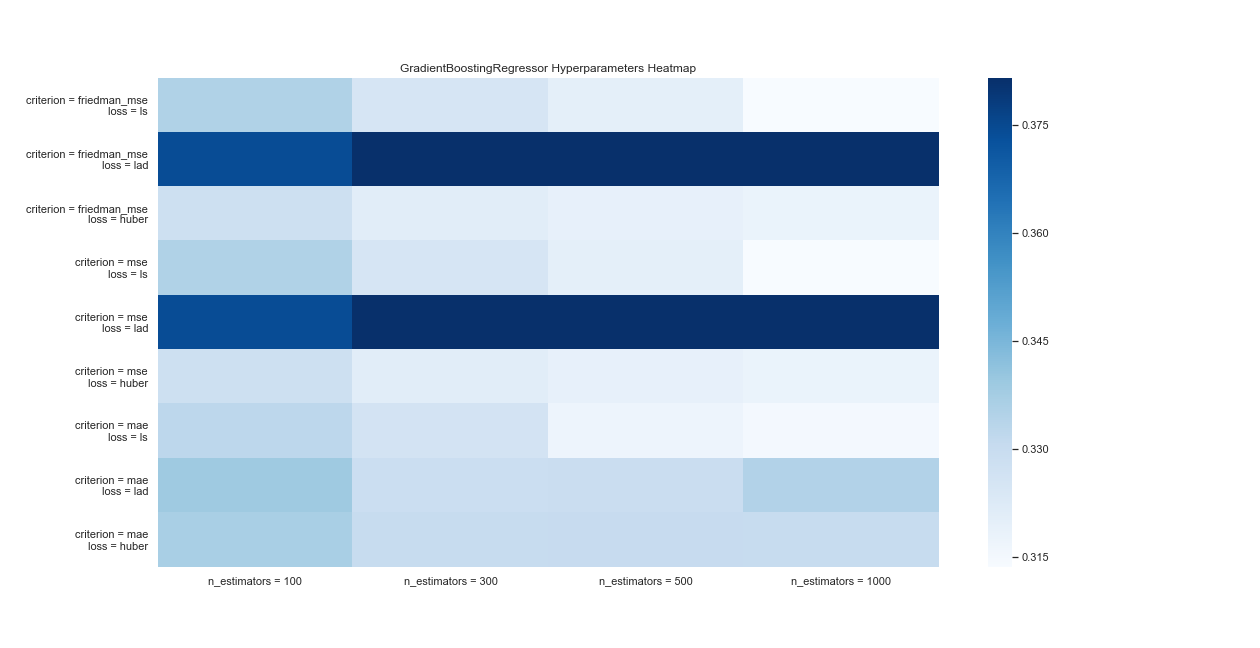 GradientBoostingRegressor Hyperparameters Heatmap
criterion = friedman_mse
loss = ls
criterion = friedman_mse
loss = lad
criterion = friedman_mse
loss = huber
criterion = mse
loss = ls
criterion = mse
loss = lad
criterion = mse
loss = huber
criterion = mae
loss = ls
criterion = mae
loss = lad
criterion = mae
loss = huber
n_estimators = 100
n_estimators = 300
n_estimators = 500
n_estimators = 1000
0.375
0.360
0.345
0.330
0.315